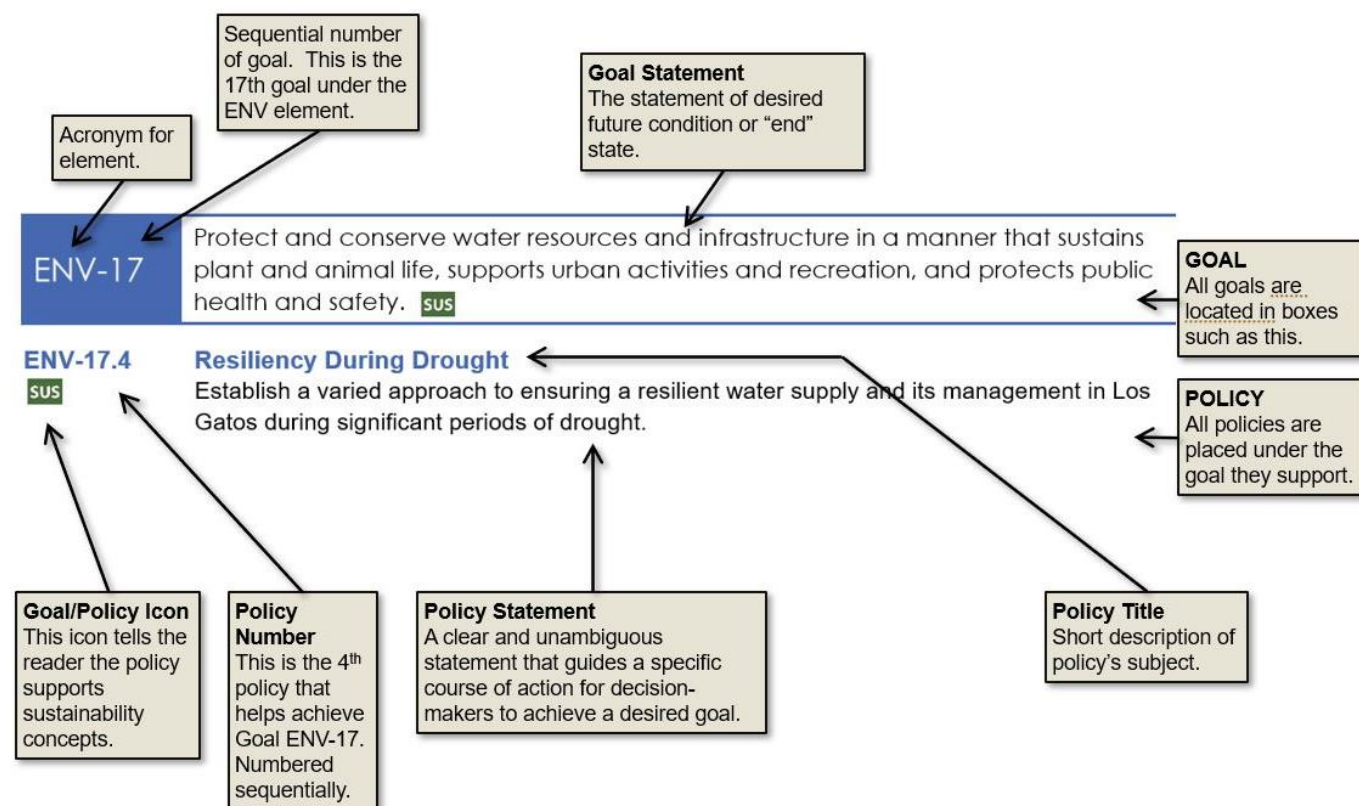 Sequential number
of goal. This is the
17th goal under the
ENV element.
Goal Statement
The statement of desired
future condition or “end”
state.
Acronym for
element.
ENV-17
Protect and conserve water resources and infrastructure in a manner that sustains
plant and animal life, supports urban activities and recreation, and protects public
health and safety. SUS
GOAL
All goals are
located in boxes
such as this.
ENV-17.4
Resiliency During Drought
SUS
Establish a varied approach to ensuring a resilient water supply and its management in Los
Gatos during significant periods of drought.
POLICY
All policies are
placed under the
goal they support.
Goal/Policy Icon
This icon tells the
reader the policy
supports
sustainability
concepts.
Policy
Number
This is the 4th
policy that
helps achieve
Goal ENV-17.
Numbered
sequentially.
Policy Statement
A clear and unambiguous
statement that guides a specific
course of action for decision-
makers to achieve a desired goal.
Policy Title
Short description of
policy’s subject.